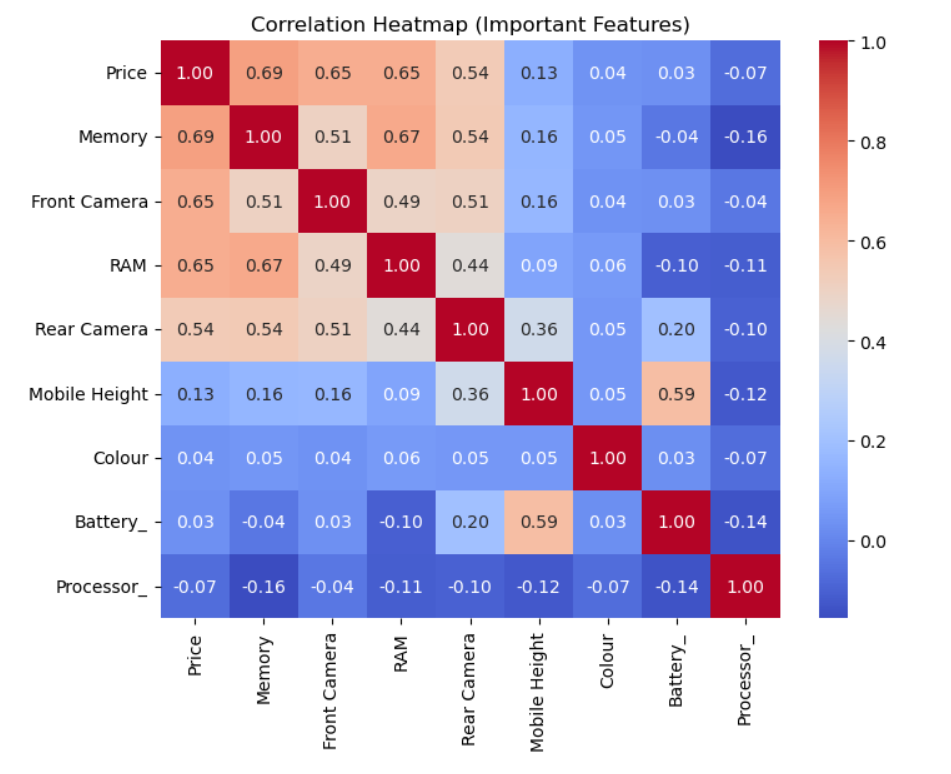 Correlation Heatmap (Important Features)
Price 1.00 0.69 0.65 0.65 0.54 0.13 0.04 0.03 -0.07
Memory 0.69 1.00 0.51 0.67 0.54 0.16 0.05 -0.04 -0.16
Front Camera 0.65 0.51 1.00 0.49 0.51 0.16 0.04 0.03 -0.04
RAM 0.65 0.67 0.49 1.00 0.44 0.09 0.06 -0.10 -0.11
Rear Camera 0.54 0.54 0.51 0.44 1.00 0.36 0.05 0.20 -0.10
Mobile Height 0.13 0.16 0.16 0.09 0.36 1.00 0.05 0.59 -0.12
Colour 0.04 0.05 0.04 0.06 0.05 0.05 1.00 0.03 -0.07
Battery_ 0.03 -0.04 0.03 -0.10 0.20 0.59 0.03 1.00 -0.14
Processor_ -0.07 -0.16 -0.04 -0.11 -0.10 -0.12 -0.07 -0.14 1.00
Price Memory Front Camera RAM Rear Camera Mobile Height Colour Battery_ Processor_
1.0
0.8
0.6
0.4
0.2
0.0